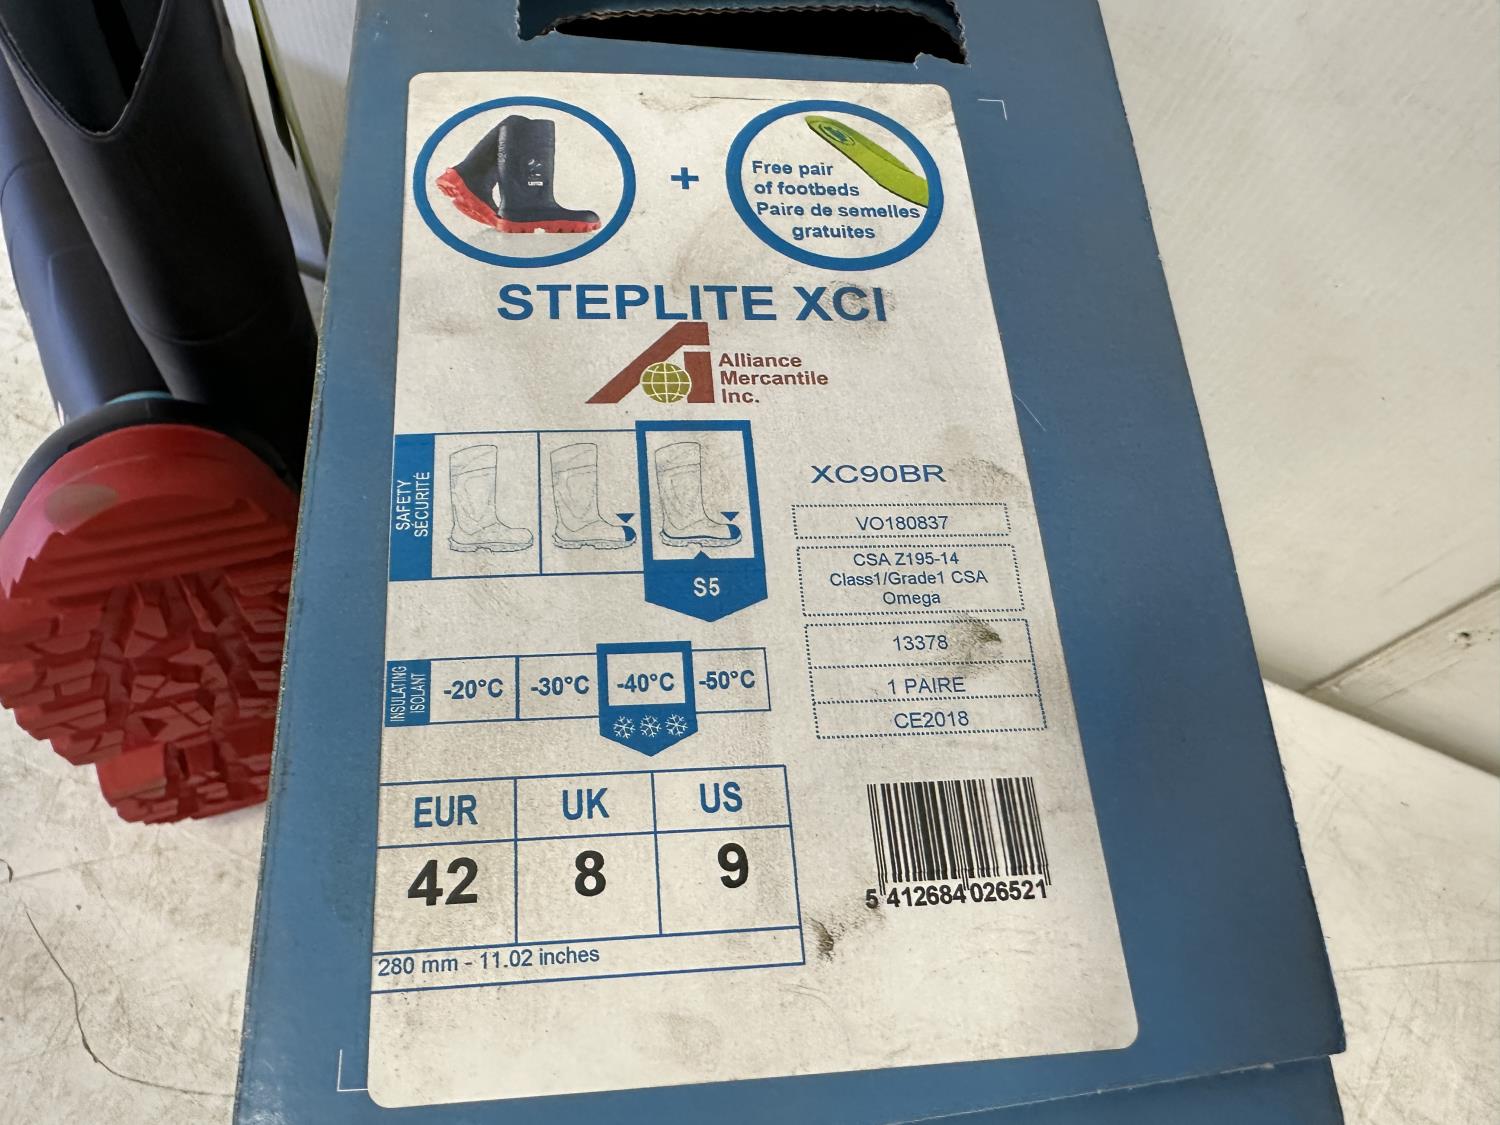 Free pair
of footbeds
Paire de semelles
gratuites
+
STEPLITE XCI
Alliance
Mercantile
Inc.
SAFETY
SÉCURITÉ
S5
XC90BR
VO180837
CSA Z195-14
Class1/Grade1 CSA
Omega
13378
1 PAIRE
CE2018
INSULATING
ISOLANT
-20°C -30°C -40°C -50°C
EUR UK US
42 8 9
280 mm - 11.02 inches
5 412684 026521